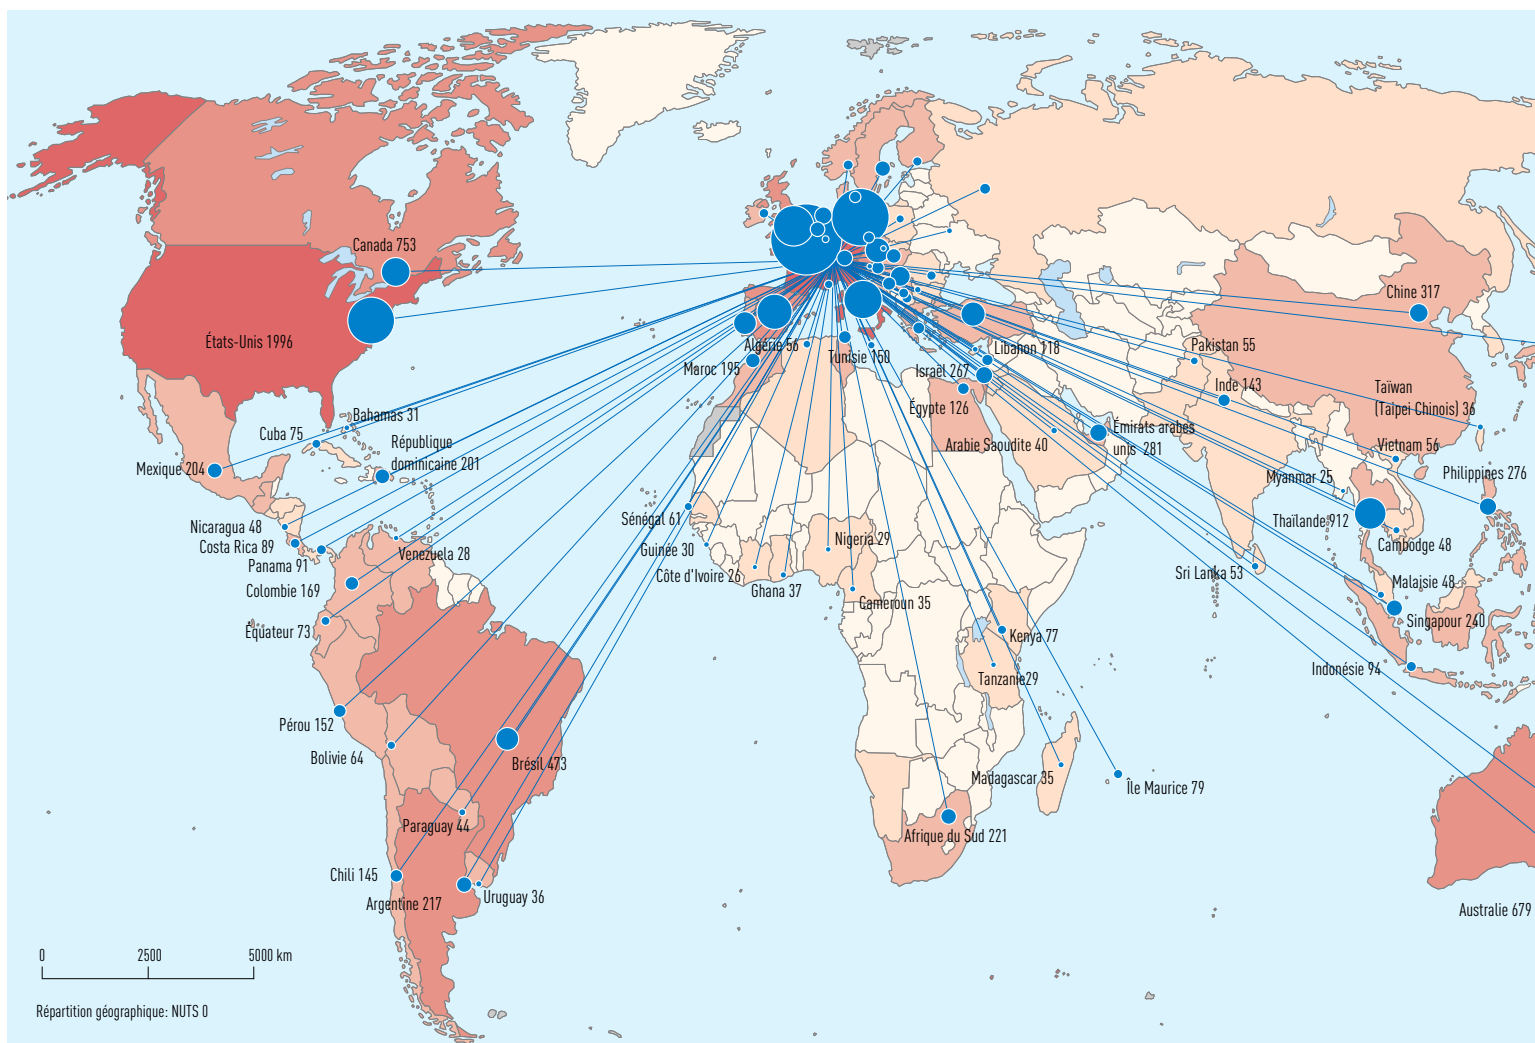 Canada 753
États-Unis 1996
Bahamas 31
Cuba 75
République
dominicaine 201
Mexique 204
Nicaragua 48
Costa Rica 89
Panama 91
Venezuela 28
Colombie 169
Équateur 73
Pérou 152
Bolivie 64
Brésil 473
Paraguay 44
Chili 145
Argentine 217
Uruguay 36
Algérie 56
Maroc 195
Tunisie 150
Libanon 118
Israël 267
Égypte 126
Arabie Saoudite 40
Émirats arabes
unis 281
Sénégal 61
Guinée 30
Côte d'Ivoire 26
Ghana 37
Nigeria 29
Cameroun 35
Kenya 77
Tanzanie29
Madagascar 35
Île Maurice 79
Afrique du Sud 221
Chine 317
Pakistan 55
Inde 143
Taïwan
(Taipei Chinois) 36
Vietnam 56
Myanmar 25
Philippines 276
Thaïlande 912
Cambodge 48
Sri Lanka 53
Malaisie 48
Singapour 240
Indonésie 94
Australie 679
0 2500 5000 km
Répartition géographique: NUTS 0